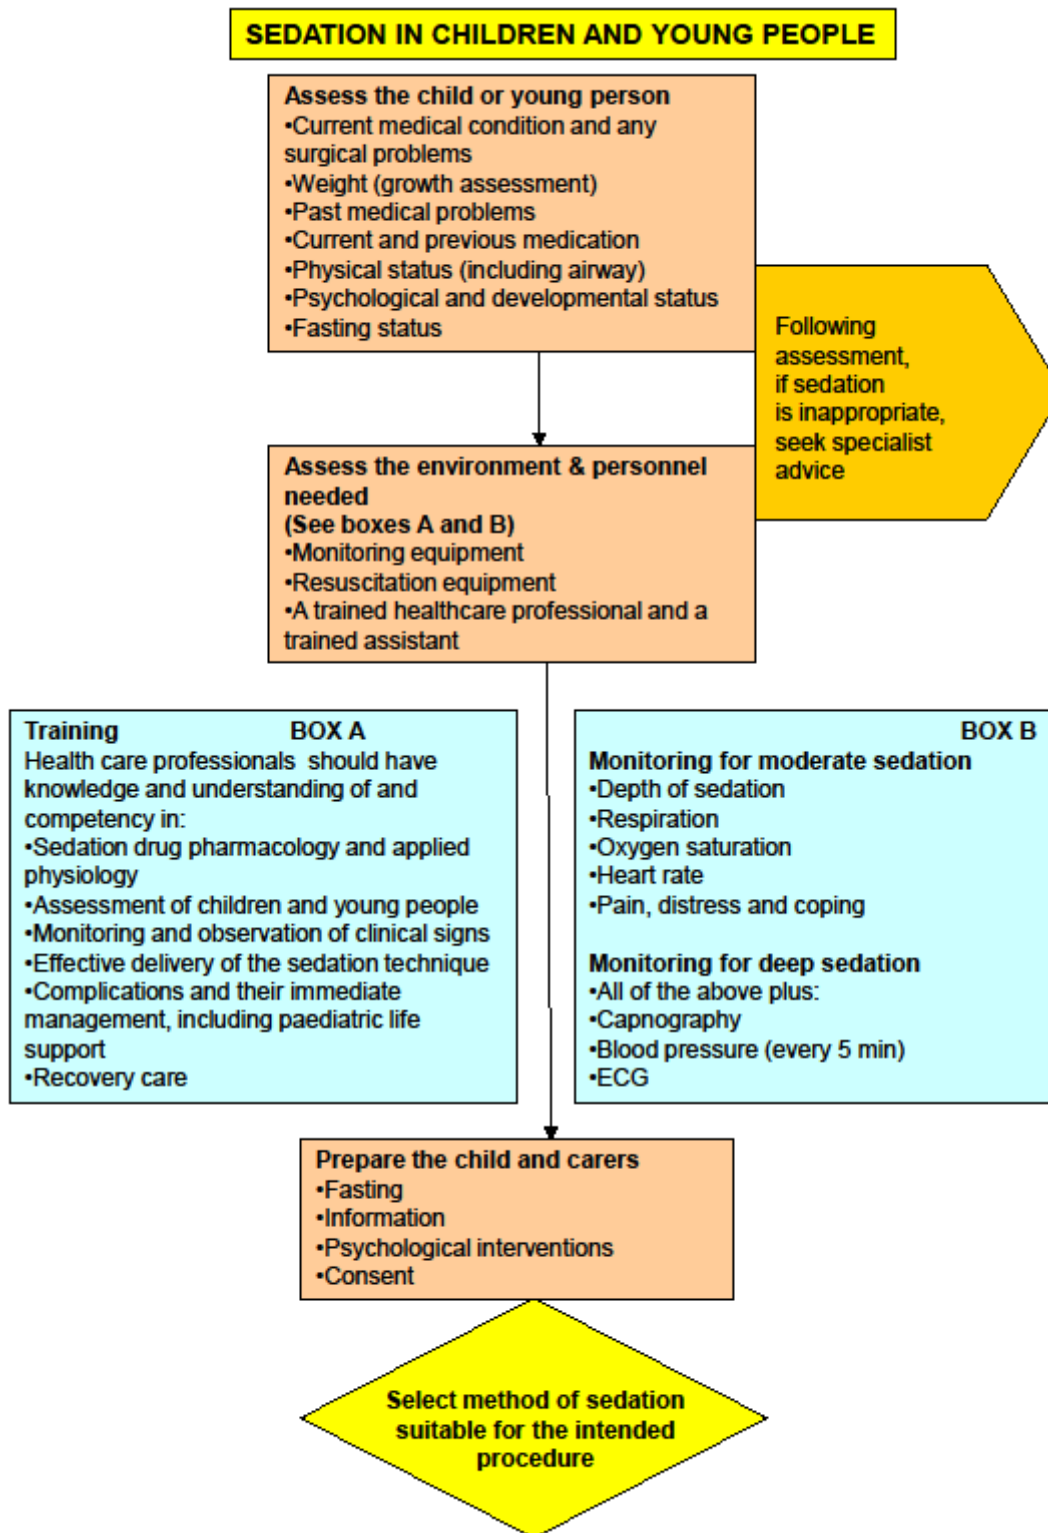 SEDATION IN CHILDREN AND YOUNG PEOPLE
Assess the child or young person
•Current medical condition and any
surgical problems
•Weight (growth assessment)
•Past medical problems
•Current and previous medication
•Physical status (including airway)
•Psychological and developmental status
•Fasting status
Following
assessment,
if sedation
is inappropriate,
seek specialist
advice
Assess the environment & personnel
needed
(See boxes A and B)
•Monitoring equipment
•Resuscitation equipment
•A trained healthcare professional and a
trained assistant
Training BOX A
Health care professionals should have
knowledge and understanding of and
competency in:
•Sedation drug pharmacology and applied
physiology
•Assessment of children and young people
•Monitoring and observation of clinical signs
•Effective delivery of the sedation technique
•Complications and their immediate
management, including paediatric life
support
•Recovery care
BOX B
Monitoring for moderate sedation
•Depth of sedation
•Respiration
•Oxygen saturation
•Heart rate
•Pain, distress and coping
Monitoring for deep sedation
•All of the above plus:
•Capnography
•Blood pressure (every 5 min)
•ECG
Prepare the child and carers
•Fasting
•Information
•Psychological interventions
•Consent
Select method of sedation
suitable for the intended
procedure